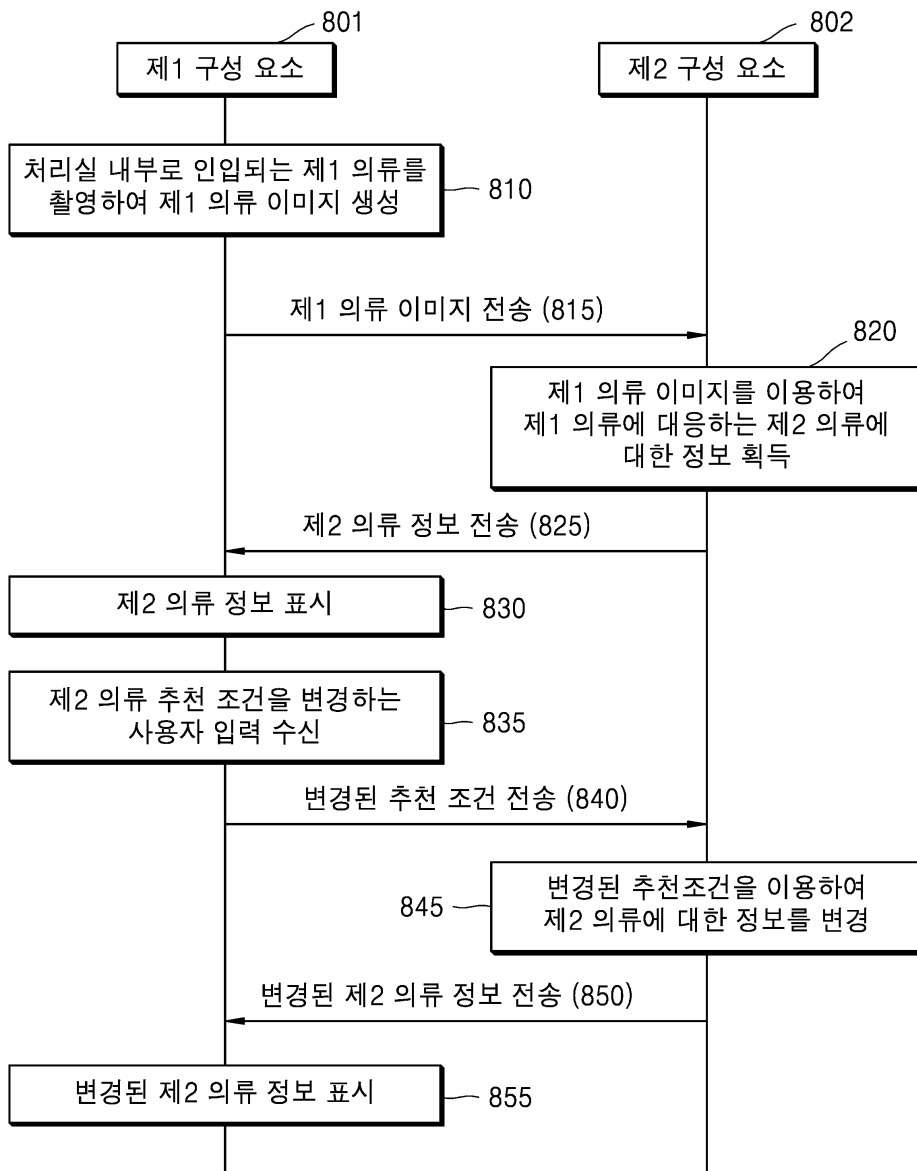 801
802
제1 구성 요소
제2 구성 요소
처리실 내부로 인입되는 제1 의류를
촬영하여 제1 의류 이미지 생성
810
제1 의류 이미지 전송 (815)
820
제1 의류 이미지를 이용하여
제1 의류에 대응하는 제2 의류에
대한 정보 획득
제2 의류 정보 전송 (825)
제2 의류 정보 표시
830
제2 의류 추천 조건을 변경하는
사용자 입력 수신
835
변경된 추천 조건 전송 (840)
변경된 추천조건을 이용하여
제2 의류에 대한 정보를 변경
845
변경된 제2 의류 정보 전송 (850)
변경된 제2 의류 정보 표시
855